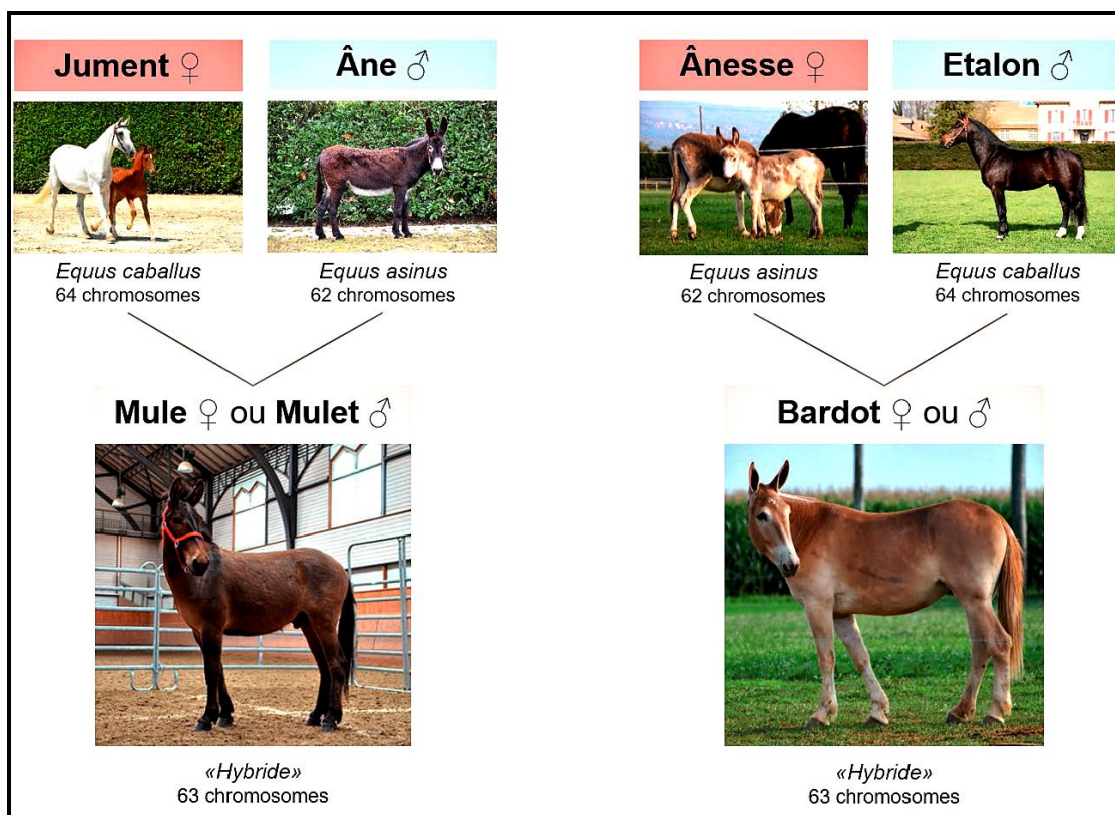 Jument ♀
Âne ♂
Ânesse ♀
Etalon ♂
Equus caballus
64 chromosomes
Equus asinus
62 chromosomes
Equus asinus
62 chromosomes
Equus caballus
64 chromosomes
Mule ♀ ou Mulet ♂
Bardot ♀ ou ♂
«Hybride»
63 chromosomes
«Hybride»
63 chromosomes